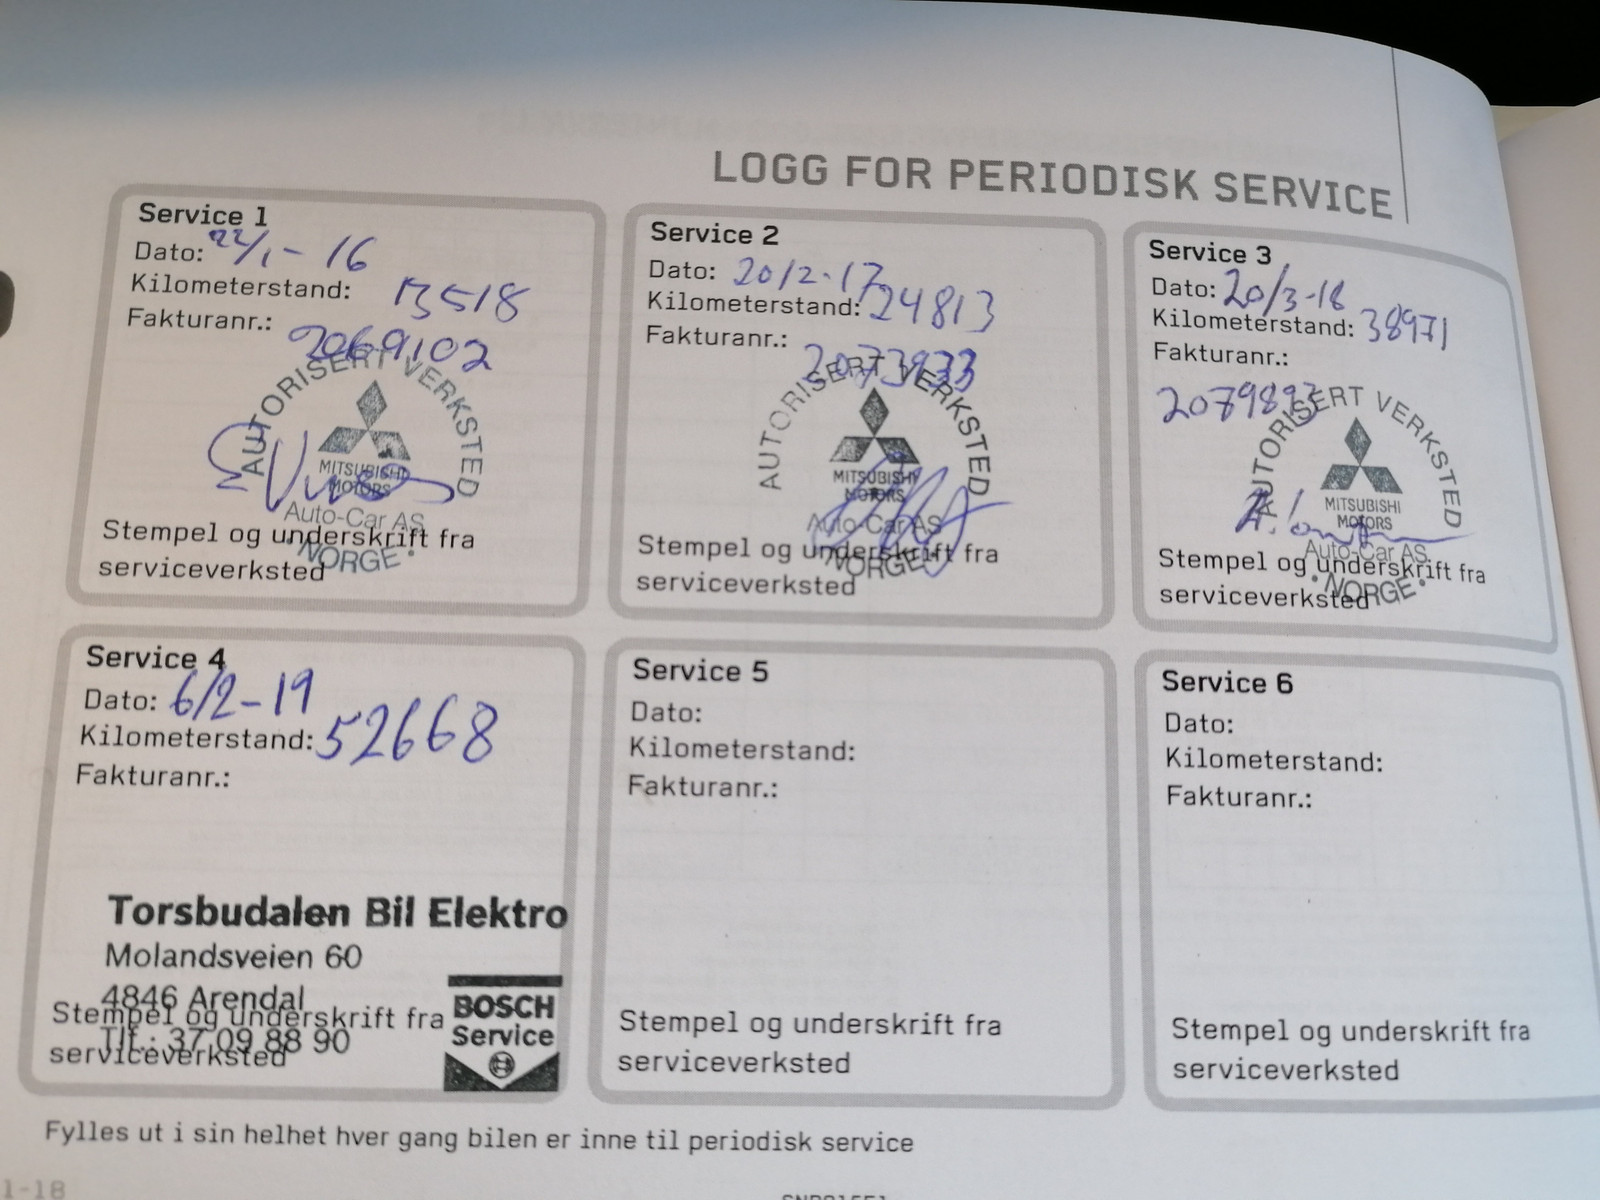 LOGG FOR PERIODISK SERVICE
Service 1
Dato: 22/1-16
Kilometerstand: 13518
Fakturanr.: 2069102
AUTORISERT VERKSTED
MITSUBISHI
MOTORS
Auto-Car AS
• NORGE •
Stempel og underskrift fra
serviceverksted
Service 2
Dato: 20/2-17
Kilometerstand: 24813
Fakturanr.:
AUTORISERT VERKSTED
MITSUBISHI
MOTORS
Auto-Car AS
NORGE
Stempel og underskrift fra
serviceverksted
Service 3
Dato: 20/3-18
Kilometerstand: 38971
Fakturanr.:
2079893
AUTORISERT VERKSTED
MITSUBISHI
MOTORS
Auto-Car AS
• NORGE •
Stempel og underskrift fra
serviceverksted
Service 4
Dato: 6/2-19
Kilometerstand: 52668
Fakturanr.:
Torsbudalen Bil Elektro
Molandsveien 60
4846 Arendal
Tlf.: 37 09 88 90
BOSCH
Service
Stempel og underskrift fra
serviceverksted
Service 5
Dato:
Kilometerstand:
Fakturanr.:
Stempel og underskrift fra
serviceverksted
Service 6
Dato:
Kilometerstand:
Fakturanr.:
Stempel og underskrift fra
serviceverksted
Fylles ut i sin helhet hver gang bilen er inne til periodisk service
1-18